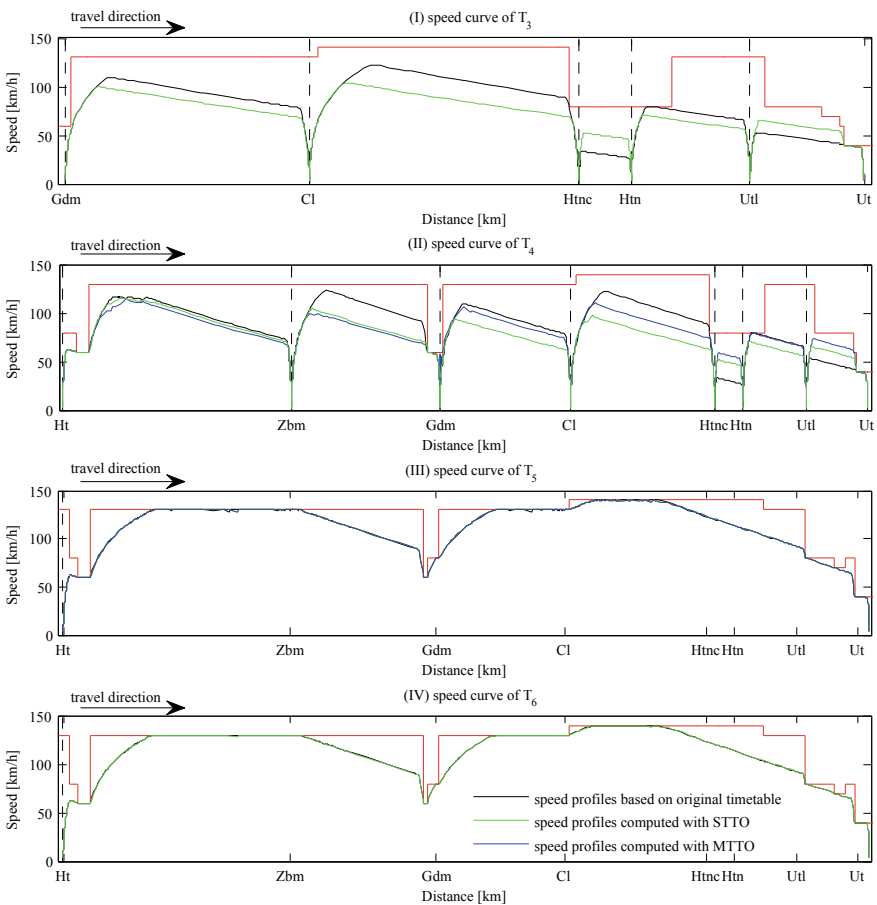 travel direction
(I) speed curve of T3
150
100
50
0
Speed [km/h]
Gdm Cl Htnc Htn Utl Ut
Distance [km]
travel direction
(II) speed curve of T4
150
100
50
0
Speed [km/h]
Ht Zbm Gdm Cl Htnc Htn Utl Ut
Distance [km]
travel direction
(III) speed curve of T5
150
100
50
0
Speed [km/h]
Ht Zbm Gdm Cl Htnc Htn Utl Ut
Distance [km]
travel direction
(IV) speed curve of T6
150
100
50
0
Speed [km/h]
speed profiles based on original timetable
speed profiles computed with STTO
speed profiles computed with MTTO
Ht Zbm Gdm Cl Htnc Htn Utl Ut
Distance [km]